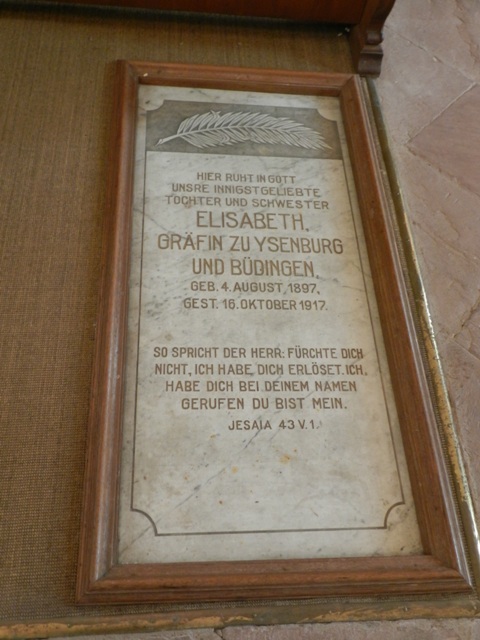 HIER RUHT IN GOTT
UNSRE INNIGSTGELIEBTE
TOCHTER UND SCHWESTER
ELISABETH,
GRÄFIN ZU YSENBURG
UND BÜDINGEN,
GEB. 4. AUGUST, 1897,
GEST. 16. OKTOBER 1917.
SO SPRICHT DER HERR: FÜRCHTE DICH
NICHT, ICH HABE DICH ERLÖSET. ICH
HABE DICH BEI DEINEM NAMEN
GERUFEN DU BIST MEIN.
JESAIA 43 V. 1.